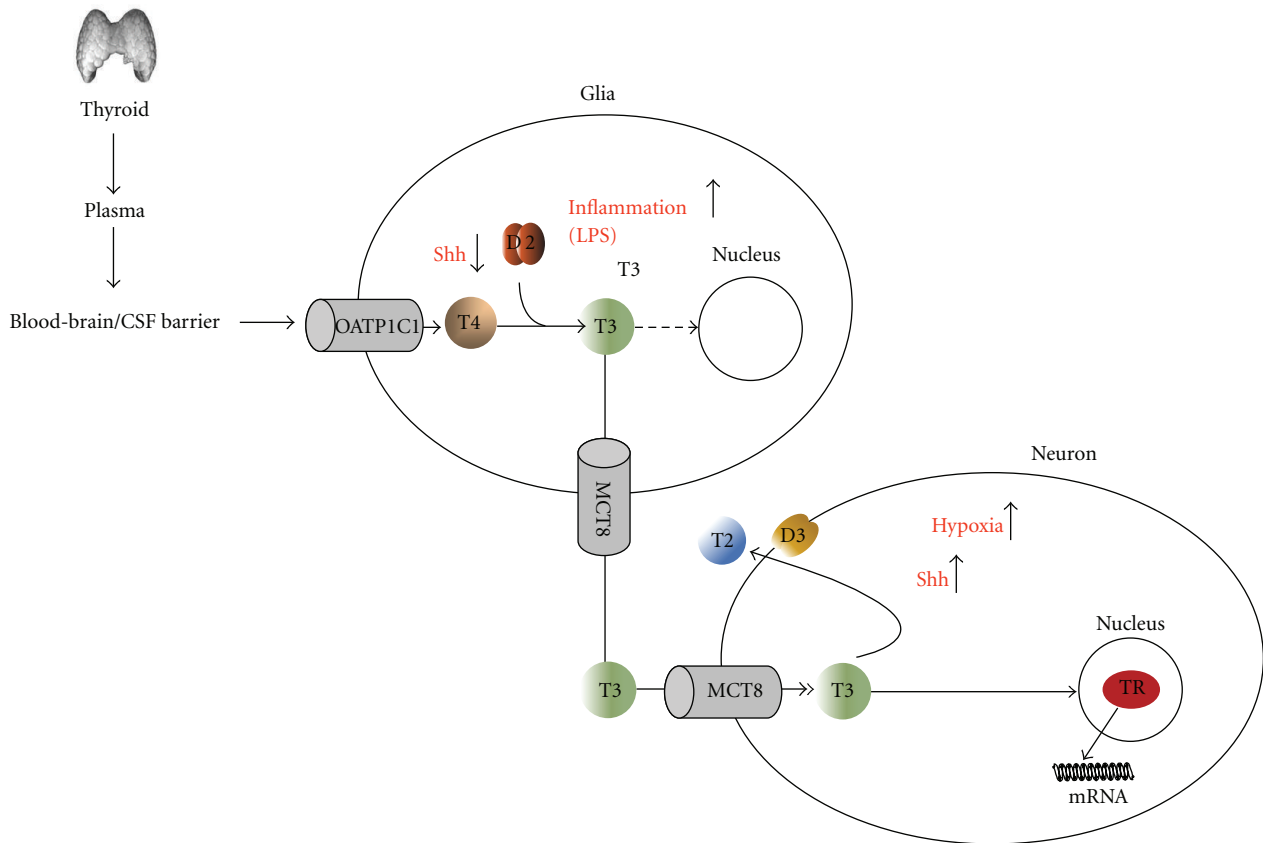 Thyroid
Plasma
Blood-brain/CSF barrier
Glia
Inflammation
(LPS)
Shh
D2
T3
Nucleus
OATP1C1
T4
T3
MCT8
Neuron
Hypoxia
Shh
T2
D3
Nucleus
T3
MCT8
T3
TR
mRNA